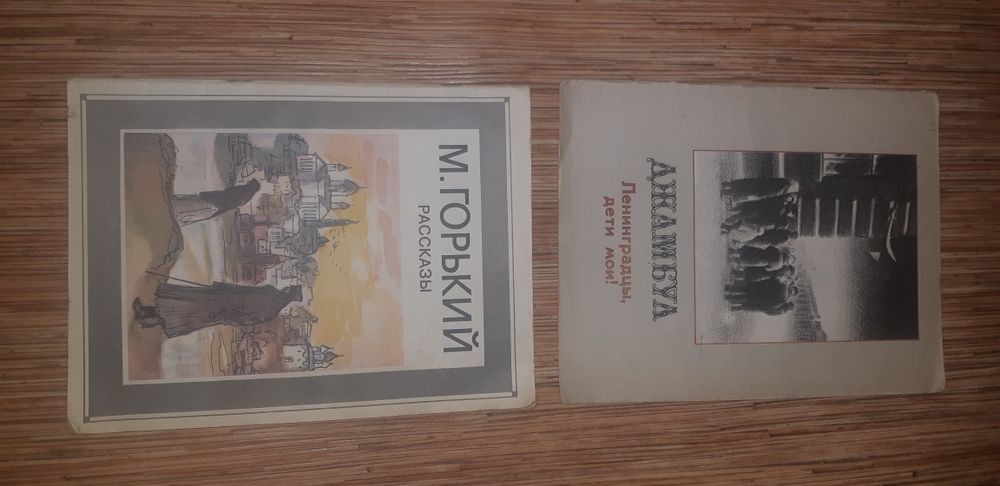 М. ГОРЬКИЙ
РАССКАЗЫ
ДЖАМБУЛ
Ленинградцы,
дети мои!